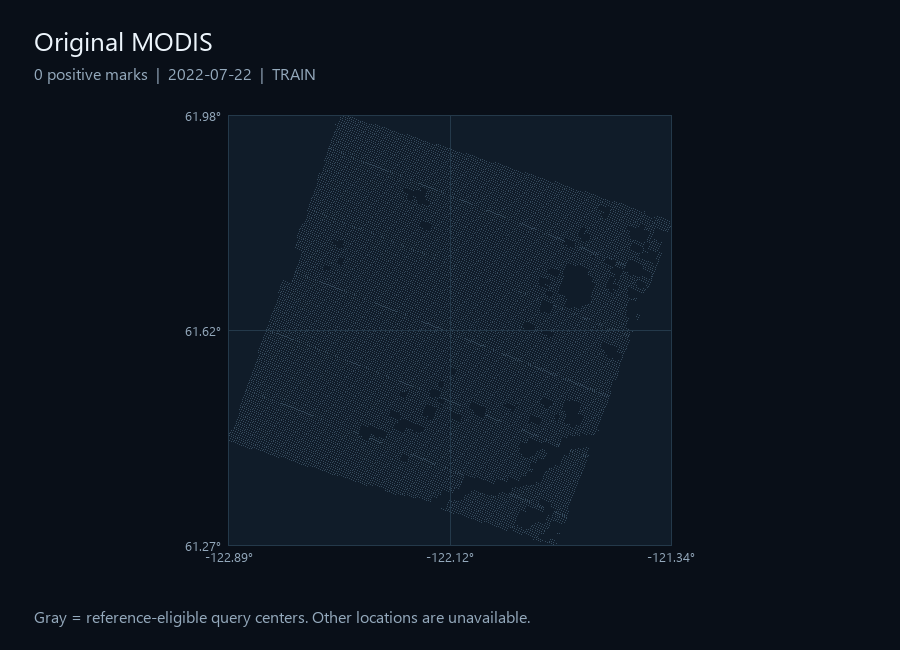 Original MODIS
0 positive marks | 2022-07-22 | TRAIN
61.98°
61.62°
61.27°
-122.89°
-122.12°
-121.34°
Gray = reference-eligible query centers. Other locations are unavailable.